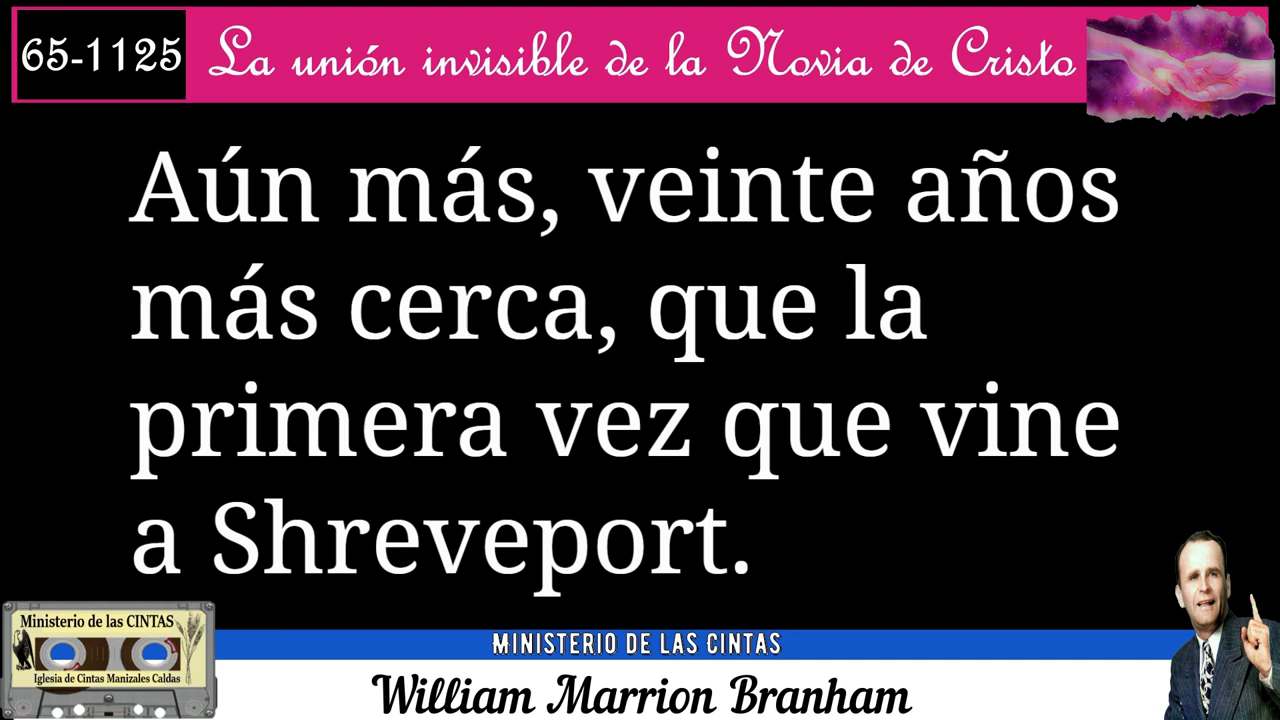 65-1125 La unión invisible de la Novia de Cristo
Aún más, veinte años
más cerca, que la
primera vez que vine
a Shreveport.
Ministerio de las CINTAS
Iglesia de Cintas Manizales Caldas
MINISTERIO DE LAS CINTAS
William Marrion Branham